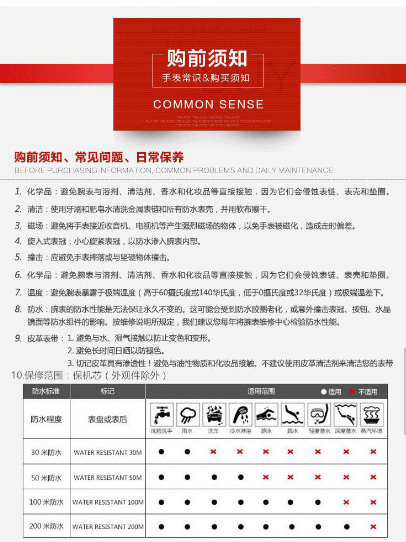 购前须知
手表常识&购买须知
COMMON SENSE
购前须知、常见问题、日常保养
BEFORE PURCHASING INFORMATION, COMMON PROBLEMS AND DAILY MAINTENANCE
1. 化学品：避免腕表与溶剂、清洁剂、香水和化妆品等直接接触，因为它们会侵蚀表链、表壳和垫圈。
2. 清洁：使用牙刷和肥皂水清洗金属表链和所有防水表壳，并用软布擦干。
3. 磁场：避免将手表接近收音机、电视机等产生强烈磁场的物体，以免手表被磁化，造成走时偏差。
4. 旋入式表冠：小心旋紧表冠，以防水渗入腕表内部。
5. 撞击：应避免手表摔落或与坚硬物体撞击。
6. 化学品：避免腕表与溶剂、清洁剂、香水和化妆品等直接接触，因为它们会侵蚀表链、表壳和垫圈。
7. 温度：避免腕表暴露于极端温度（高于60摄氏度或140华氏度，低于0摄氏度或32华氏度）或极端温差下。
8. 防水：腕表的防水性能是无法保证永久不变的。这可能会受到防水胶圈老化，或意外撞击表冠、按钮、水晶
镜面等防水组件的影响。按维修说明所规定，我们建议您每年将腕表维修中心检验防水性能。
9. 皮革表带：1. 避免与水、湿气接触以防止变色和变形。
2. 避免长时间日晒以防褪色。
3. 切记皮革具有渗透性！避免与油性物质和化妆品接触。不建议使用皮革清洁剂来清洁您的表带
10.保修范围：保机芯（外观件除外）
防水标准 标记 适用范围 ●适用 ×不适用
防水程度 表盘或表后 洗脸洗手 雨水 洗车 冷水淋浴 游泳 跳水 浮潜潜水 深度潜水 蒸汽环境
30 米防水 WATER RESISTANT 30M ● ● × × × × × × ×
50 米防水 WATER RESISTANT 50M ● ● ● ● × × × × ×
100 米防水 WATER RESISTANT 100M ● ● ● ● ● ● ● × ×
200 米防水 WATER RESISTANT 200M ● ● ● ● ● ● ● ● ×